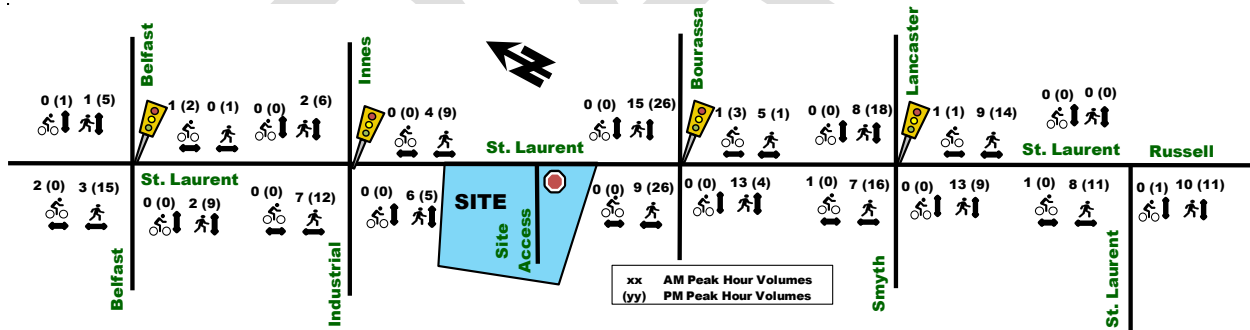 Belfast
Innes
Bourassa
Lancaster
0 (1) 1 (5)
1 (2) 0 (1)
0 (0)
2 (6)
0 (0) 4 (9)
0 (0)
15 (26)
1 (3) 5 (1)
0 (0)
8 (18)
1 (1) 9 (14)
0 (0) 0 (0)
St. Laurent
St. Laurent
Russell
St. Laurent
2 (0) 3 (15)
0 (0) 2 (9)
0 (0)
7 (12)
0 (0)
6 (5)
SITE
Site
Access
0 (0)
9 (26)
0 (0)
13 (4)
1 (0)
7 (16)
0 (0)
13 (9)
1 (0)
8 (11)
0 (1) 10 (11)
Belfast
Industrial
Smyth
St. Laurent
xx AM Peak Hour Volumes
(yy) PM Peak Hour Volumes